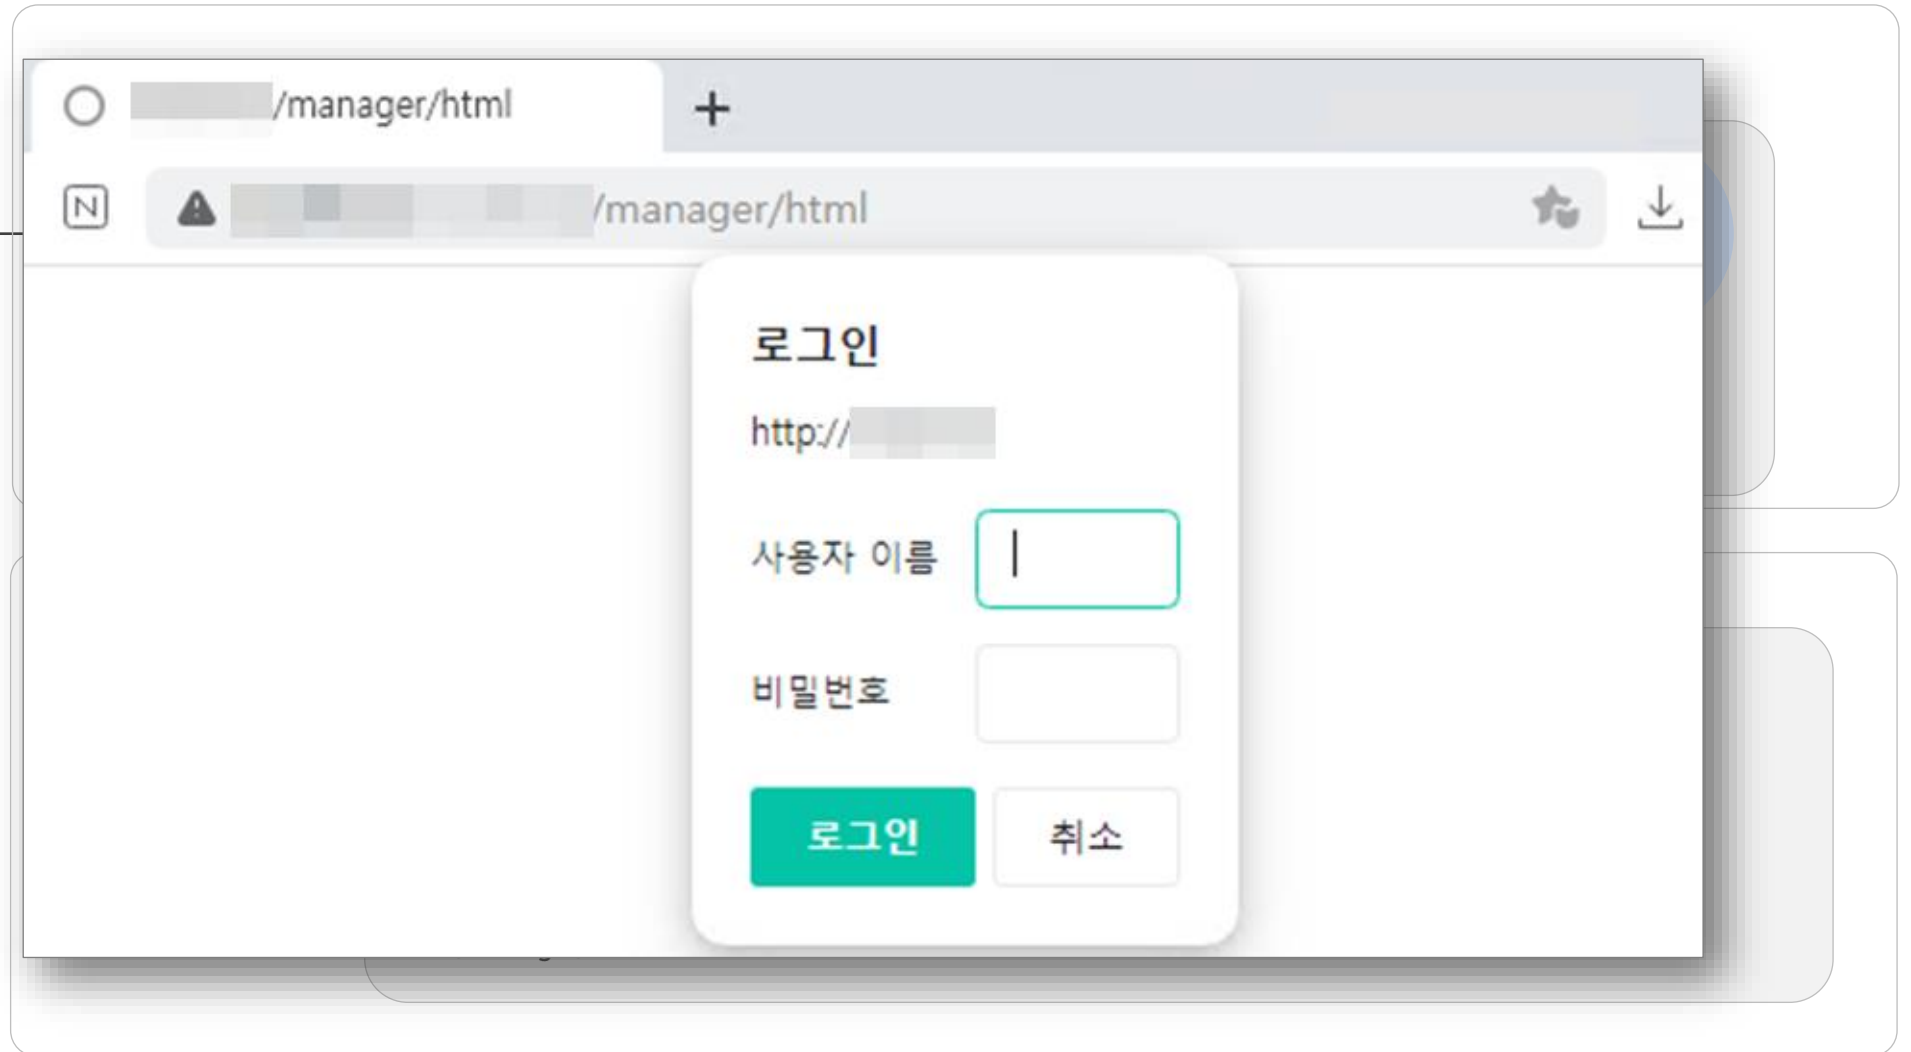 /manager/html
/manager/html
로그인
http://
사용자 이름
비밀번호
로그인 취소